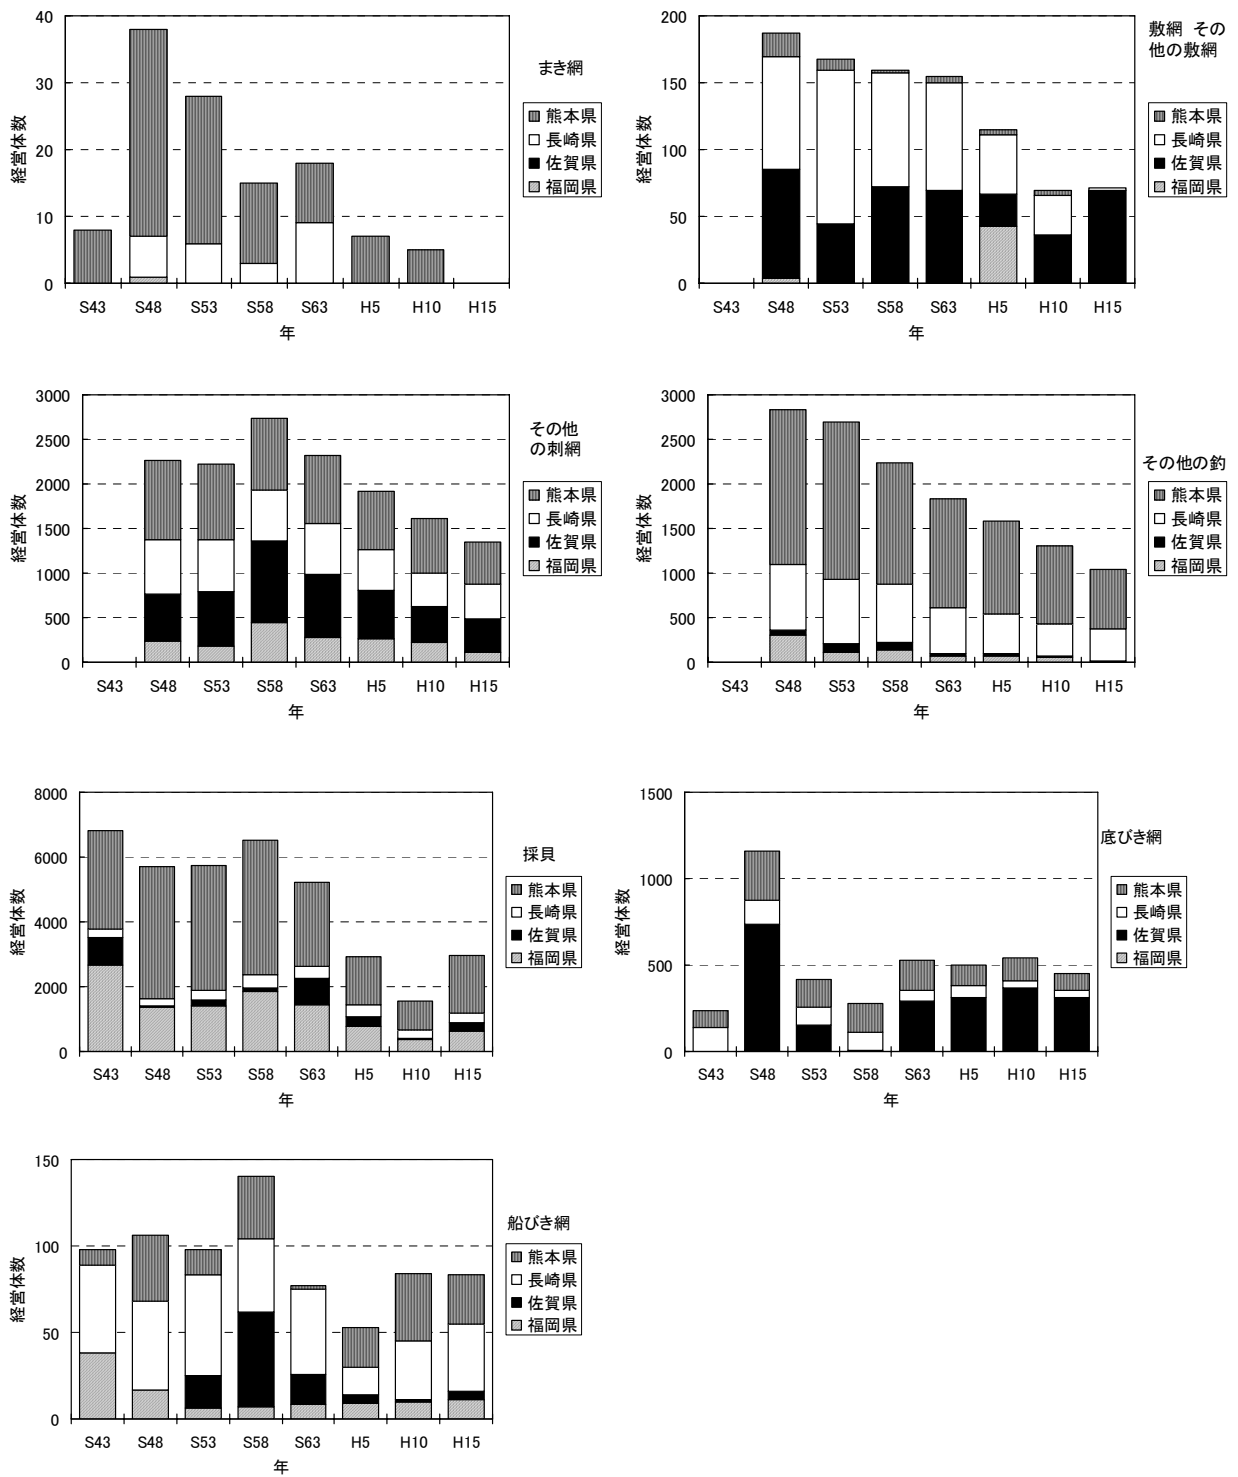 まき網
経営体数
40
30
20
10
0
S43 S48 S53 S58 S63 H5 H10 H15
年
熊本県
長崎県
佐賀県
福岡県
敷網 その
他の敷網
経営体数
200
150
100
50
0
S43 S48 S53 S58 S63 H5 H10 H15
年
熊本県
長崎県
佐賀県
福岡県
その他
の刺網
経営体数
3000
2500
2000
1500
1000
500
0
S43 S48 S53 S58 S63 H5 H10 H15
年
熊本県
長崎県
佐賀県
福岡県
その他の釣
経営体数
3000
2500
2000
1500
1000
500
0
S43 S48 S53 S58 S63 H5 H10 H15
年
熊本県
長崎県
佐賀県
福岡県
採貝
経営体数
8000
6000
4000
2000
0
S43 S48 S53 S58 S63 H5 H10 H15
年
熊本県
長崎県
佐賀県
福岡県
底びき網
経営体数
1500
1000
500
0
S43 S48 S53 S58 S63 H5 H10 H15
年
熊本県
長崎県
佐賀県
福岡県
船びき網
経営体数
150
100
50
0
S43 S48 S53 S58 S63 H5 H10 H15
年
熊本県
長崎県
佐賀県
福岡県